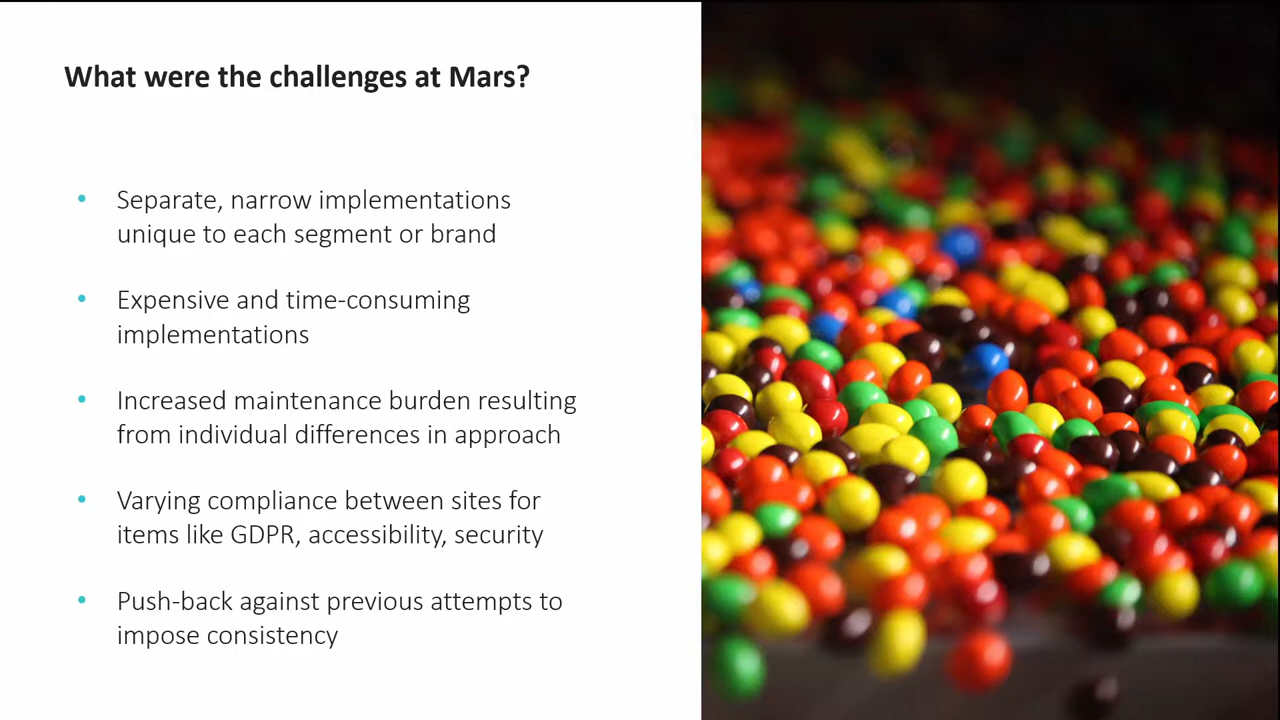 What were the challenges at Mars?
• Separate, narrow implementations
unique to each segment or brand
• Expensive and time-consuming
implementations
• Increased maintenance burden resulting
from individual differences in approach
• Varying compliance between sites for
items like GDPR, accessibility, security
• Push-back against previous attempts to
impose consistency